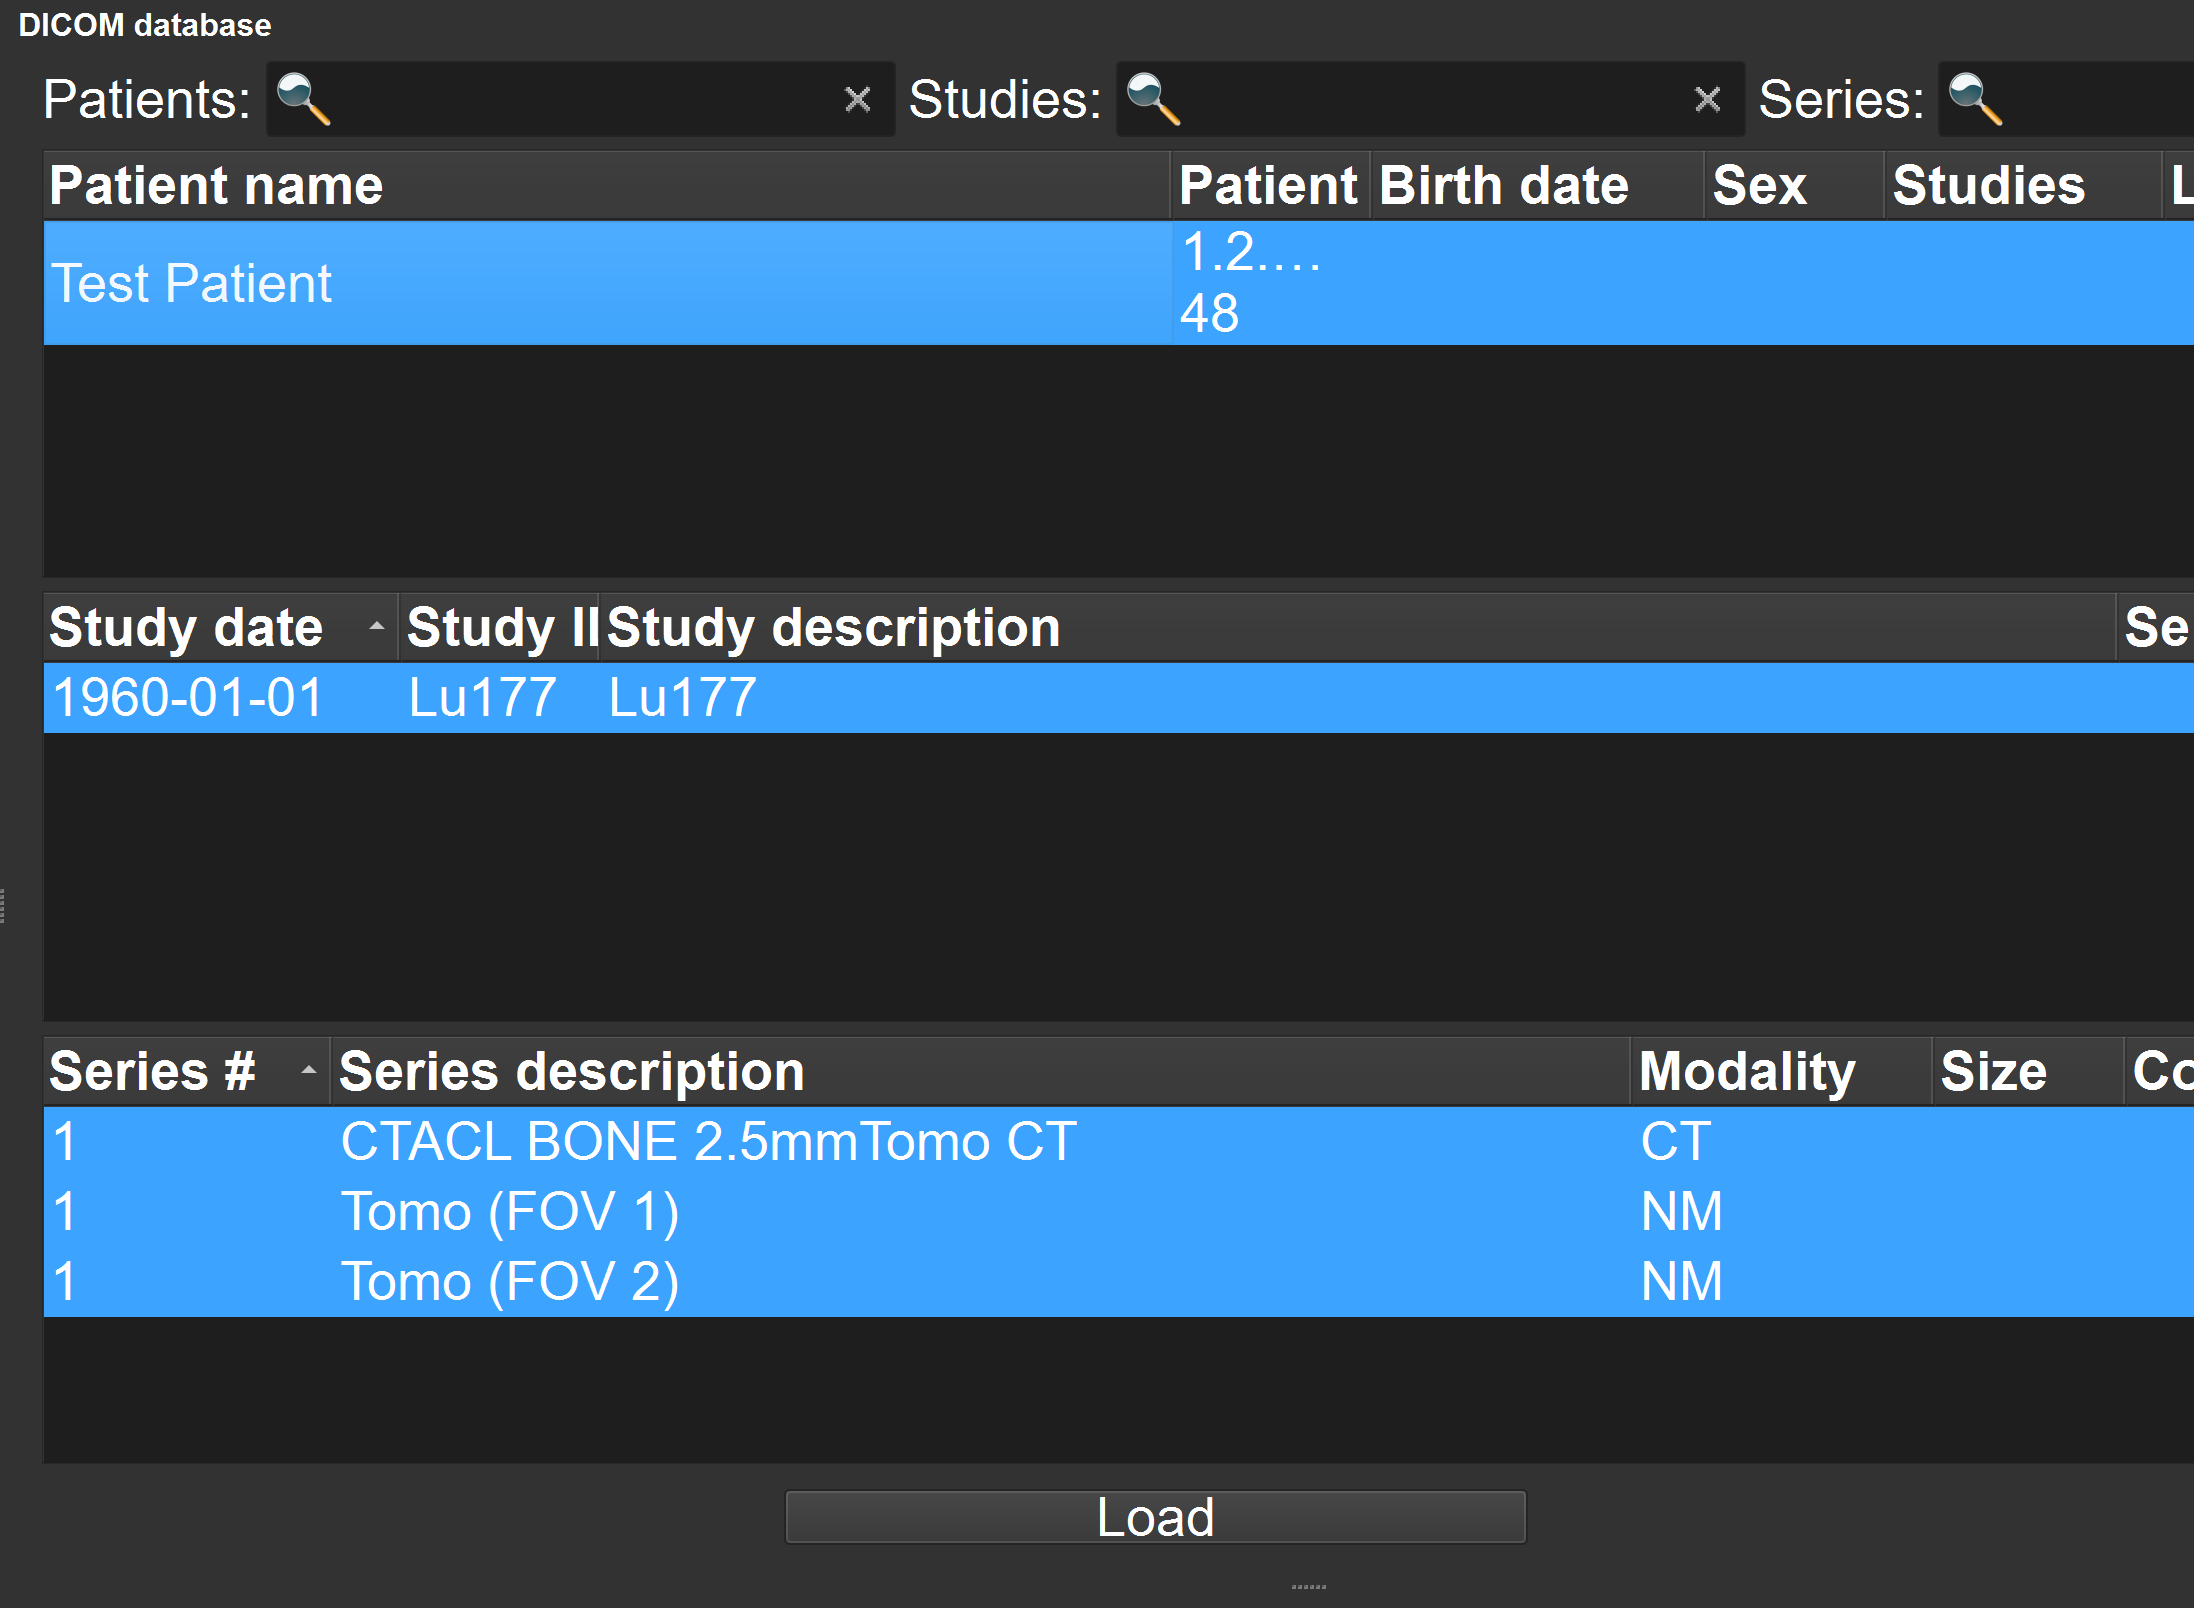 DICOM database
Patients: Studies: Series:
Patient name Patient Birth date Sex Studies
Test Patient 1.2.... 48
Study date Study Study description Se
1960-01-01 Lu177 Lu177
Series # Series description Modality Size Co
1 CTACL BONE 2.5mmTomo CT CT
1 Tomo (FOV 1) NM
1 Tomo (FOV 2) NM
Load